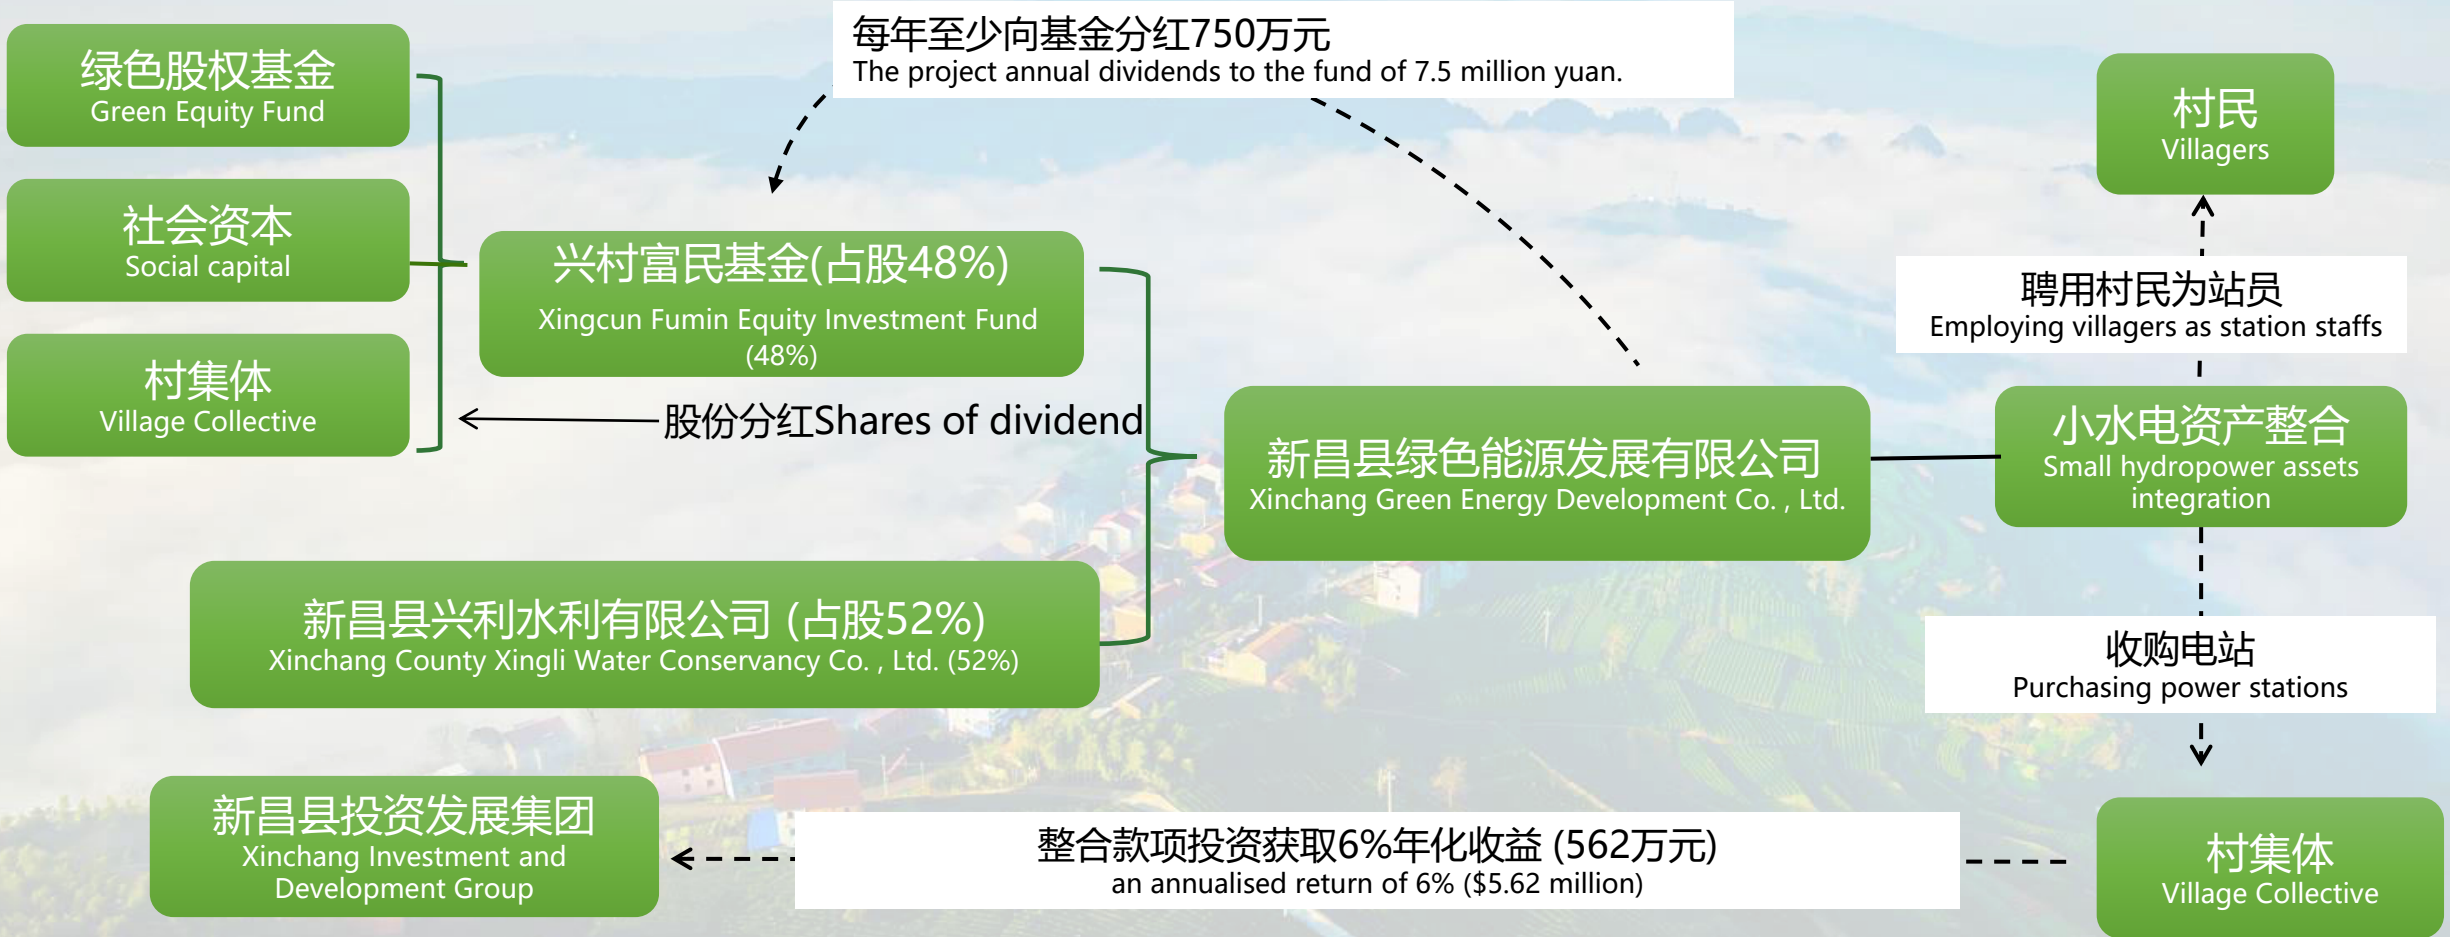 每年至少向基金分红750万元
The project annual dividends to the fund of 7.5 million yuan.
绿色股权基金
Green Equity Fund
社会资本
Social capital
村集体
Village Collective
兴村富民基金(占股48%)
Xingcun Fumin Equity Investment Fund
(48%)
股份分红Shares of dividend
新昌县兴利水利有限公司 (占股52%)
Xinchang County Xingli Water Conservancy Co. , Ltd. (52%)
新昌县绿色能源发展有限公司
Xinchang Green Energy Development Co. , Ltd.
村民
Villagers
聘用村民为站员
Employing villagers as station staffs
小水电资产整合
Small hydropower assets
integration
收购电站
Purchasing power stations
村集体
Village Collective
整合款项投资获取6%年化收益 (562万元)
an annualised return of 6% ($5.62 million)
新昌县投资发展集团
Xinchang Investment and
Development Group